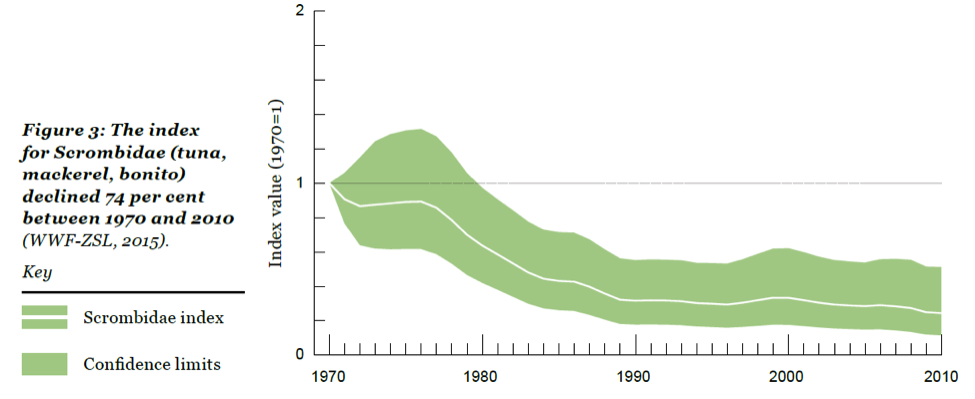 Figure 3: The index
for Scrombidae (tuna,
mackerel, bonito)
declined 74 per cent
between 1970 and 2010
(WWF-ZSL, 2015).
Key
Scrombidae index
Confidence limits
Index value (1970=1)
2
1
0
1970 1980 1990 2000 2010